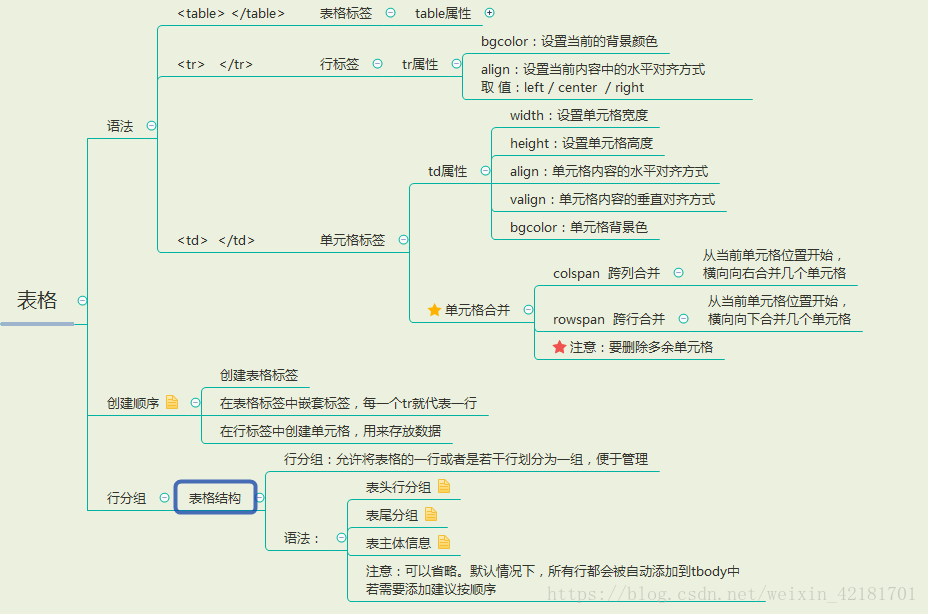 <table> </table> 表格标签 table属性
bgcolor：设置当前的背景颜色
<tr> </tr> 行标签 tr属性
align：设置当前内容中的水平对齐方式
取 值：left / center / right
语法
width：设置单元格宽度
height：设置单元格高度
td属性
align：单元格内容的水平对齐方式
valign：单元格内容的垂直对齐方式
bgcolor：单元格背景色
<td> </td> 单元格标签
从当前单元格位置开始，
colspan 跨列合并
横向向右合并几个单元格
单元格合并
从当前单元格位置开始，
rowspan 跨行合并
横向向下合并几个单元格
注意：要删除多余单元格
表格
创建表格标签
创建顺序
在表格标签中嵌套标签，每一个tr就代表一行
在行标签中创建单元格，用来存放数据
行分组：允许将表格的一行或者是若干行划分为一组，便于管理
行分组 表格结构
表头行分组
表尾分组
语法：
表主体信息
注意：可以省略。默认情况下，所有行都会被自动添加到tbody中
若需要添加建议按顺序
https://blog.csdn.net/weixin_42181701